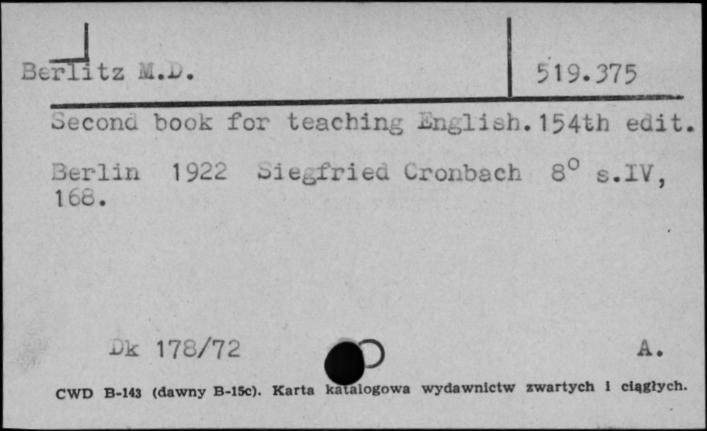 Berlitz M.D. 519.375
Second book for teaching English. 154th edit.
Berlin 1922 Siegfried Cronbach 8° s.IV,
168.
Dk 178/72 A.
CWD B-143 (dawny B-15c). Karta katalogowa wydawnictw zwartych i ciągłych.